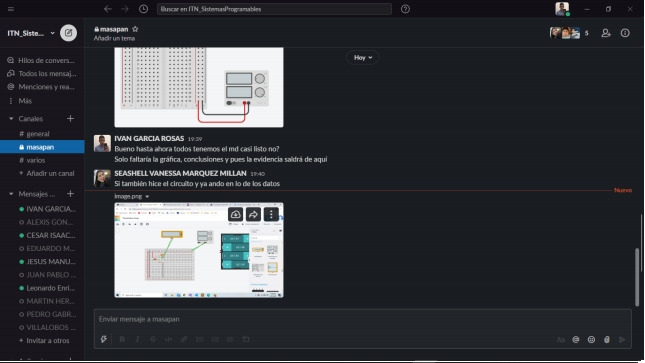 Buscar en ITN_SistemasProgramables
ITN_Siste...
masapan
Añadir un tema
5
Hilos de convers...
Todos los mensaj...
Menciones y rea...
Más
Canales
# general
masapan
# varios
+ Añadir un canal
Mensajes ...
IVAN GARCIA...
ALEXIS GON...
CESAR ISAAC...
EDUARDO M...
JESUS MANU...
JUAN PABLO ...
Leonardo Enri...
MARTIN HER...
PEDRO GABR...
VILLALOBOS ...
+ Invitar a otros
Hoy
IVAN GARCIA ROSAS 19:39
Bueno hasta ahora todos tenemos el md casi listo no?
Solo faltaría la gráfica, conclusiones y pues la evidencia saldrá de aquí
SEASHELL VANESSA MARQUEZ MILLAN 19:40
Si también hice el circuito y ya ando en lo de los datos
Nuevo
image.png
Enviar mensaje a masapan